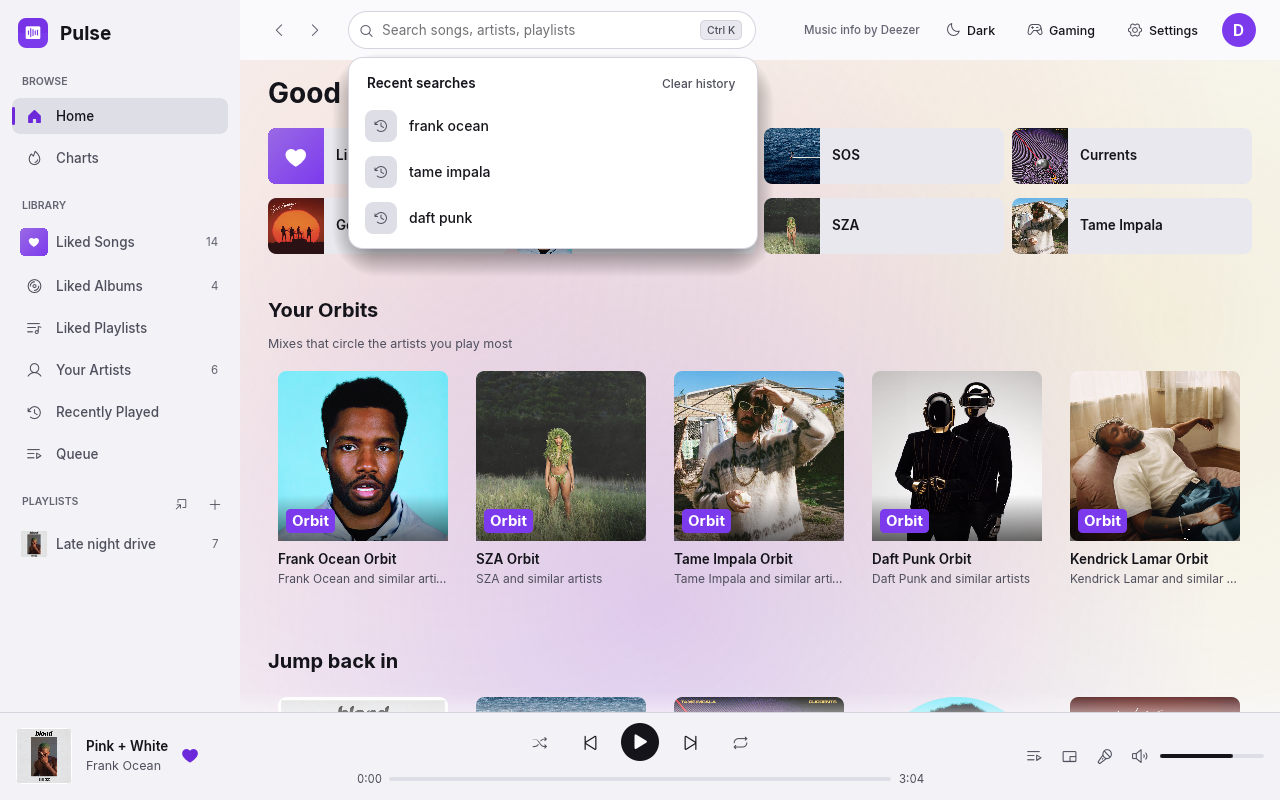 Pulse
BROWSE
Home
Charts
LIBRARY
Liked Songs 14
Liked Albums 4
Liked Playlists
Your Artists 6
Recently Played
Queue
PLAYLISTS
Late night drive 7
Search songs, artists, playlists Ctrl K
Music info by Deezer Dark Gaming Settings D
Recent searches Clear history
frank ocean
tame impala
daft punk
Good
SOS
Currents
SZA
Tame Impala
Your Orbits
Mixes that circle the artists you play most
Orbit Orbit Orbit Orbit Orbit
Frank Ocean Orbit SZA Orbit Tame Impala Orbit Daft Punk Orbit Kendrick Lamar Orbit
Frank Ocean and similar arti... SZA and similar artists Tame Impala and similar arti... Daft Punk and similar artists Kendrick Lamar and similar ...
Jump back in
blond TAME IMPALA CURRENTS
blond
Pink + White
Frank Ocean
0:00 3:04